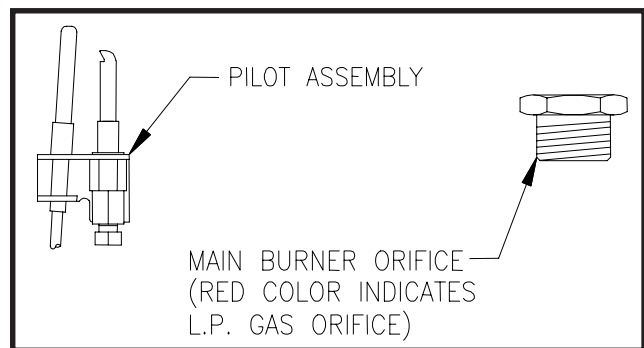 PILOT ASSEMBLY
MAIN BURNER ORIFICE
(RED COLOR INDICATES
L.P. GAS ORIFICE)